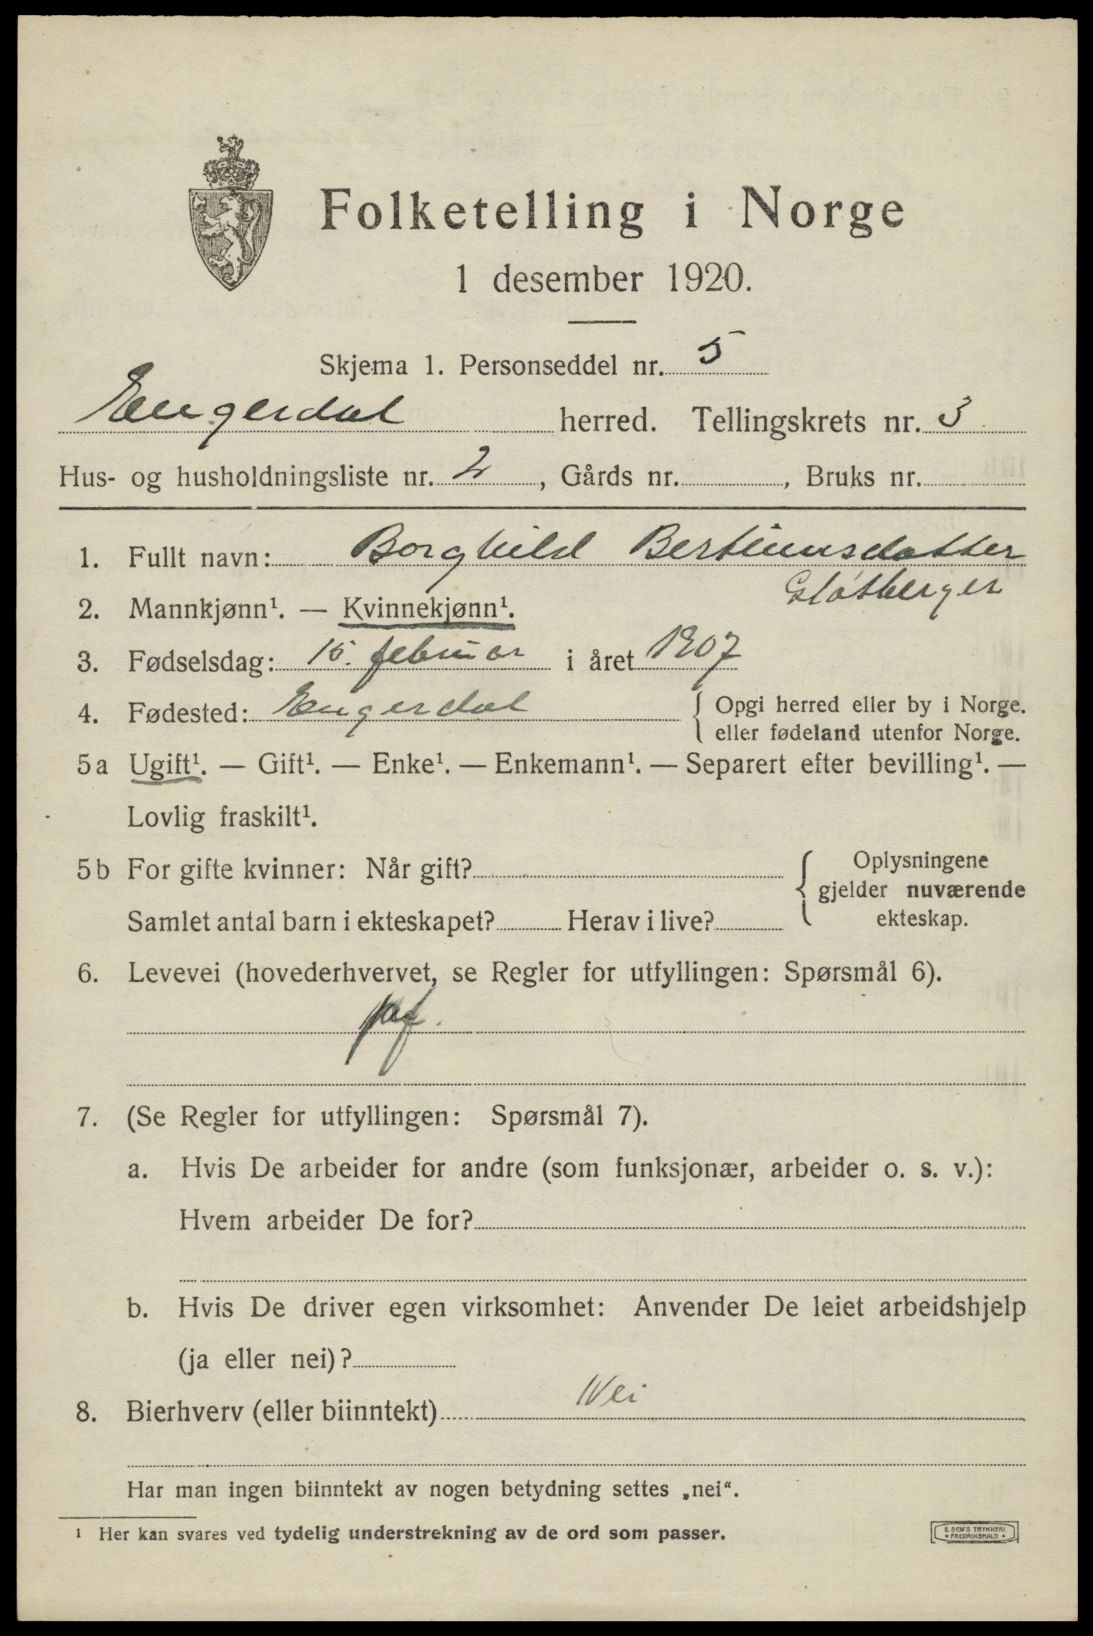 Folketelling i Norge
1 desember 1920.
Skjema 1. Personseddel nr. 5
Engerdal herred. Tellingskrets nr. 3
Hus- og husholdningsliste nr. 2, Gårds nr. , Bruks nr.
1. Fullt navn: Borghild Bertinusdatter
Gløtberget
2. Mannkjønn¹. — Kvinnekjønn¹.
3. Fødselsdag: 15. februar i året 1907
4. Fødested: Engerdal { Opgi herred eller by i Norge.
eller fødeland utenfor Norge.
5a Ugift¹. — Gift¹. — Enke¹. — Enkemann¹. — Separert efter bevilling¹. —
Lovlig fraskilt¹.
5b For gifte kvinner: Når gift? { Oplysningene
gjelder nuværende
ekteskap.
Samlet antal barn i ekteskapet? Herav i live?
6. Levevei (hovederhvervet, se Regler for utfyllingen: Spørsmål 6).
7. (Se Regler for utfyllingen: Spørsmål 7).
a. Hvis De arbeider for andre (som funksjonær, arbeider o. s. v.):
Hvem arbeider De for?
b. Hvis De driver egen virksomhet: Anvender De leiet arbeidshjelp
(ja eller nei)?
8. Bierhverv (eller biinntekt) Nei
Har man ingen biinntekt av nogen betydning settes „nei“.
¹ Her kan svares ved tydelig understrekning av de ord som passer.
E. SEM'S TRYKKERI
• FREDRIKSHALD •